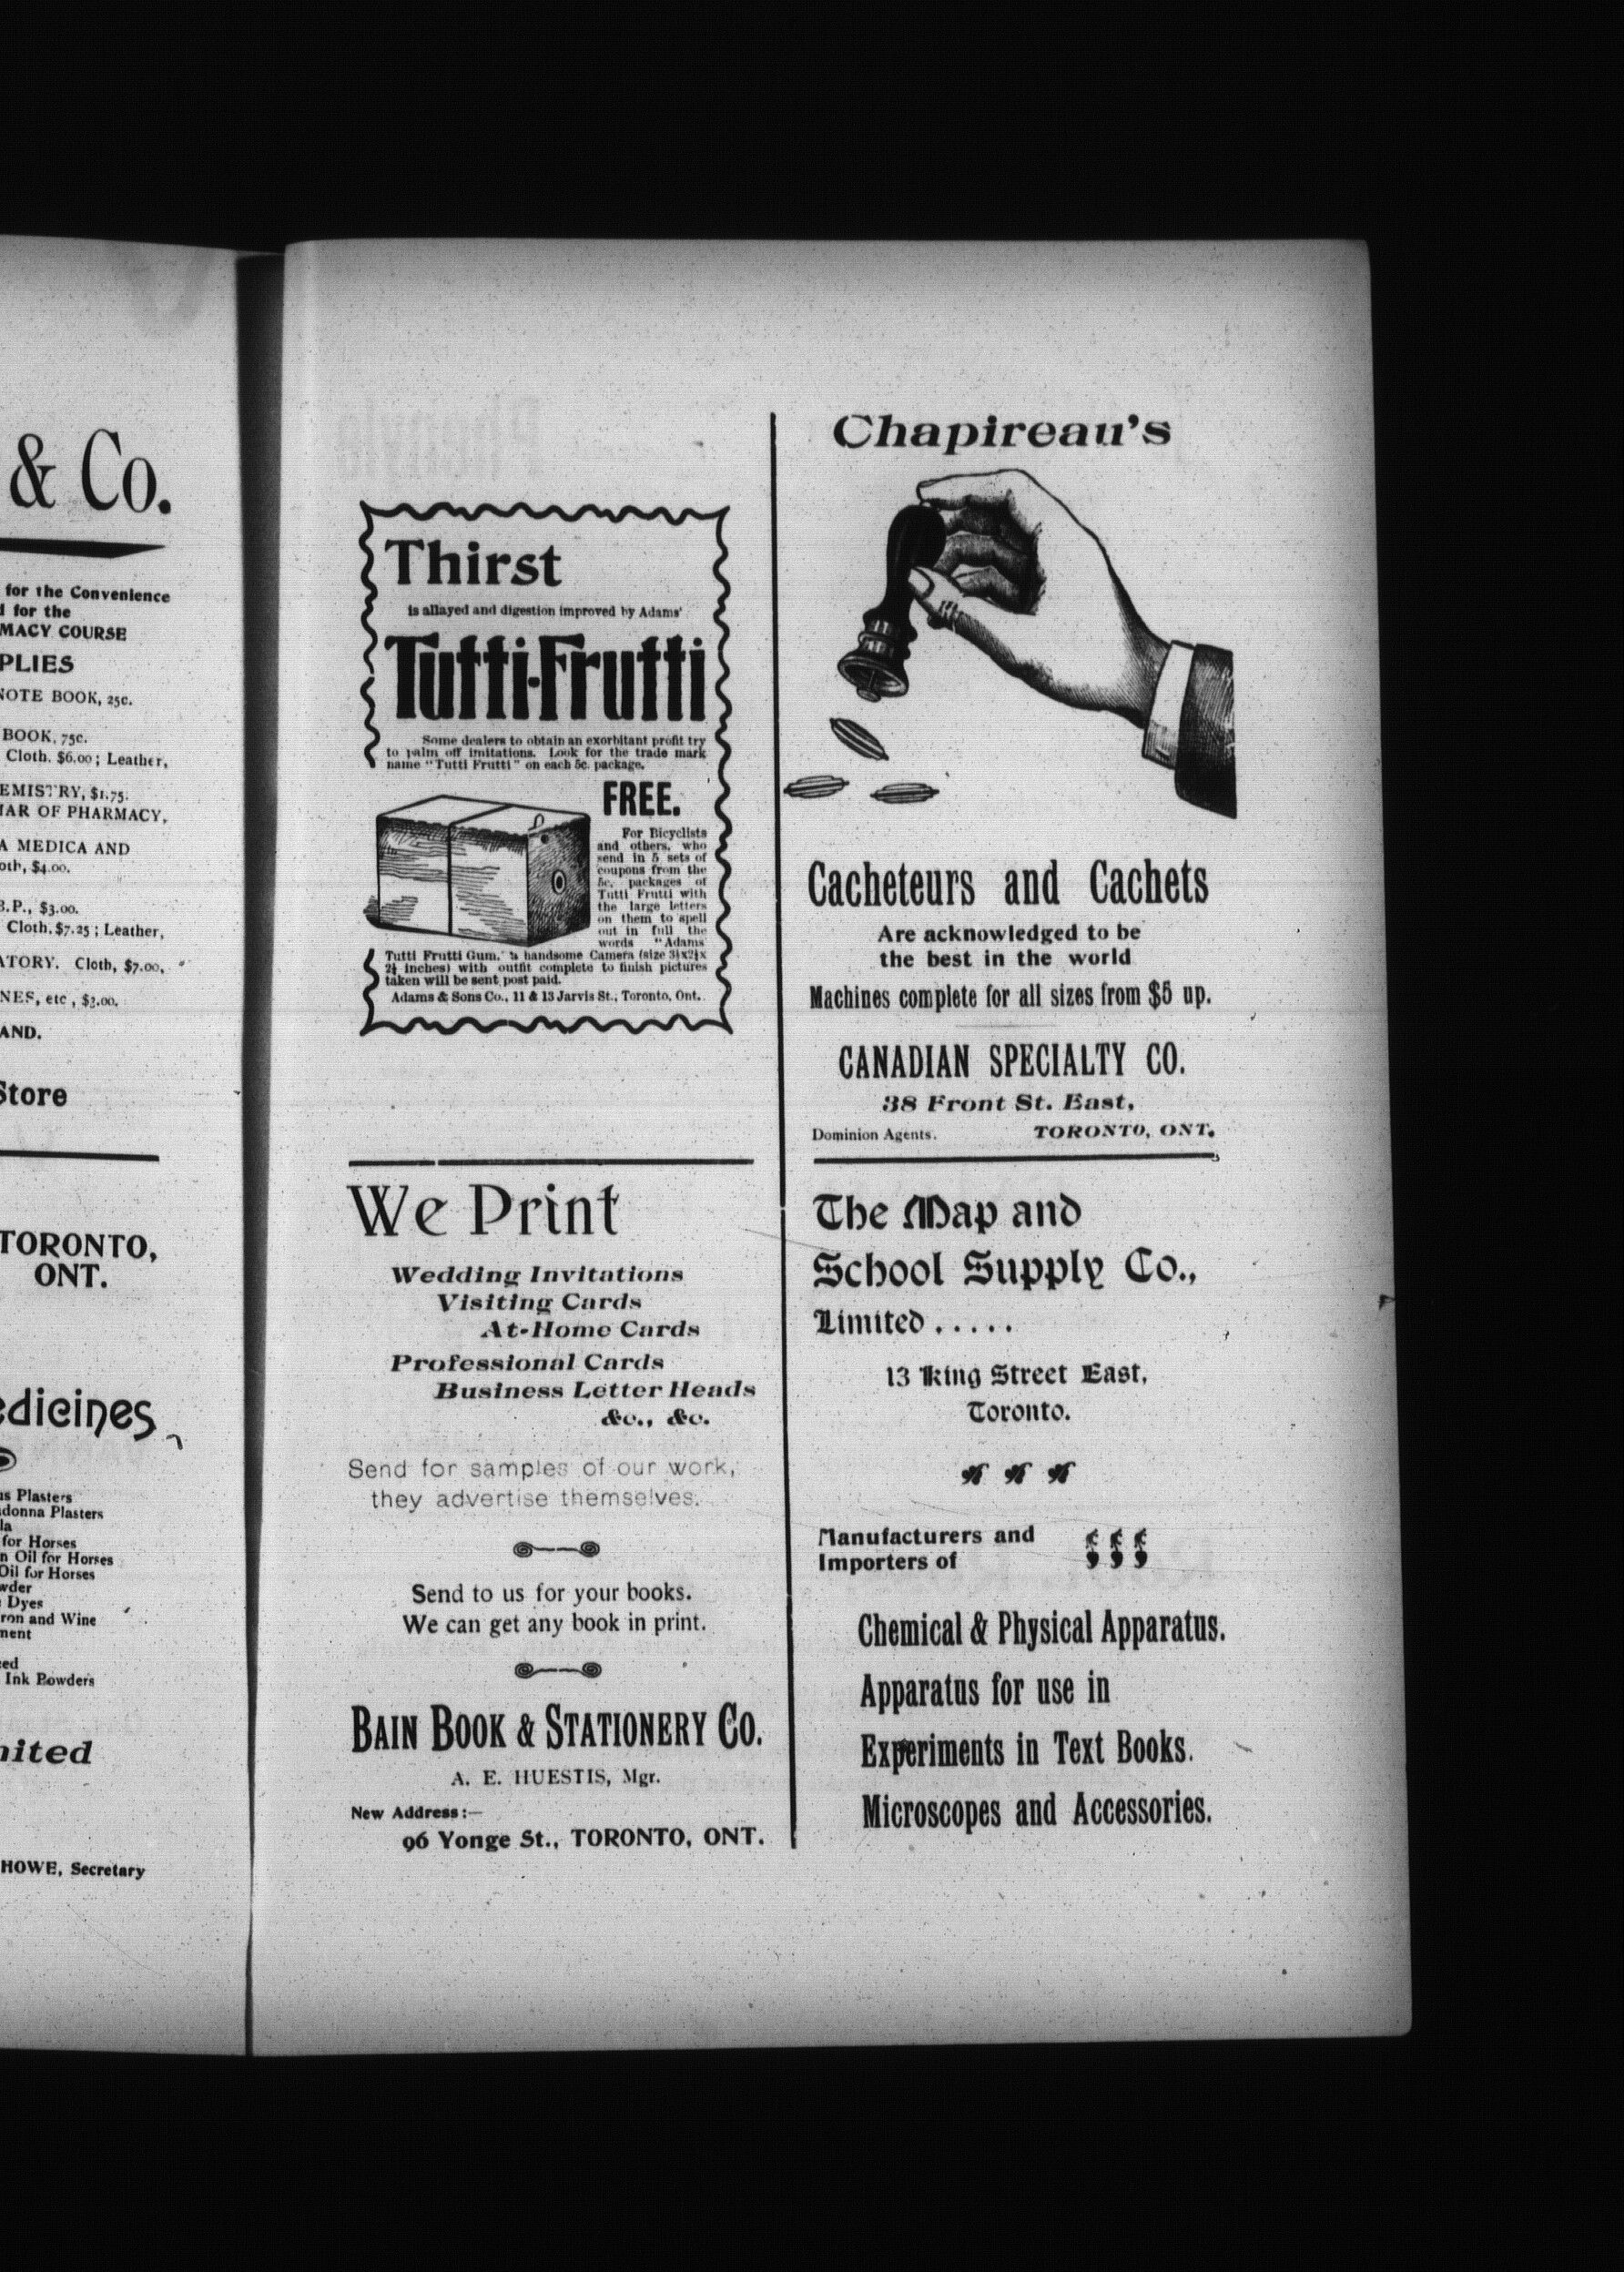 & Co.
for the Convenience
for the
MACY COURSE
PLIES
NOTE BOOK, 25c.
BOOK, 75c.
Cloth. $6.00; Leather,
EMISTRY, $1.75.
OF PHARMACY,
A MEDICA AND
$4.00.
B.P., $3.00.
Cloth. $7.25; Leather,
ATORY. Cloth, $7.00,
NES, etc, $3.00.
AND.
Store
TORONTO,
ONT.
edicines
us Plasters
donna Plasters
la
for Horses
n Oil for Horses
Oil for Horses
wder
Dyes
ron and Wine
ment
ed
Ink Powders
nited
HOWE, Secretary
Thirst
is allayed and digestion improved by Adams'
Tutti-Frutti
Some dealers to obtain an exorbitant profit try
to palm off imitations. Look for the trade mark
name "Tutti Frutti" on each 5c. package.
FREE.
For Bicyclists
and others, who
send in 5 sets of
coupons from the
5c. packages of
Tutti Frutti with
the large letters
on them to spell
out in full the
words "Adams'
Tutti Frutti Gum," a handsome Camera (size 3½x2½x
2½ inches) with outfit complete to finish pictures
taken will be sent post paid.
Adams & Sons Co., 11 & 13 Jarvis St., Toronto, Ont.
We Print
Wedding Invitations
Visiting Cards
At-Home Cards
Professional Cards
Business Letter Heads
&c., &c.
Send for samples of our work,
they advertise themselves.
Send to us for your books.
We can get any book in print.
BAIN BOOK & STATIONERY CO.
A. E. HUESTIS, Mgr.
New Address:—
96 Yonge St., TORONTO, ONT.
Chapireau's
Cacheteurs and Cachets
Are acknowledged to be
the best in the world
Machines complete for all sizes from $5 up.
CANADIAN SPECIALTY CO.
38 Front St. East,
Dominion Agents. TORONTO, ONT.
The Map and
School Supply Co.,
Limited . . . . .
13 King Street East,
Toronto.
Manufacturers and
Importers of
Chemical & Physical Apparatus.
Apparatus for use in
Experiments in Text Books.
Microscopes and Accessories.